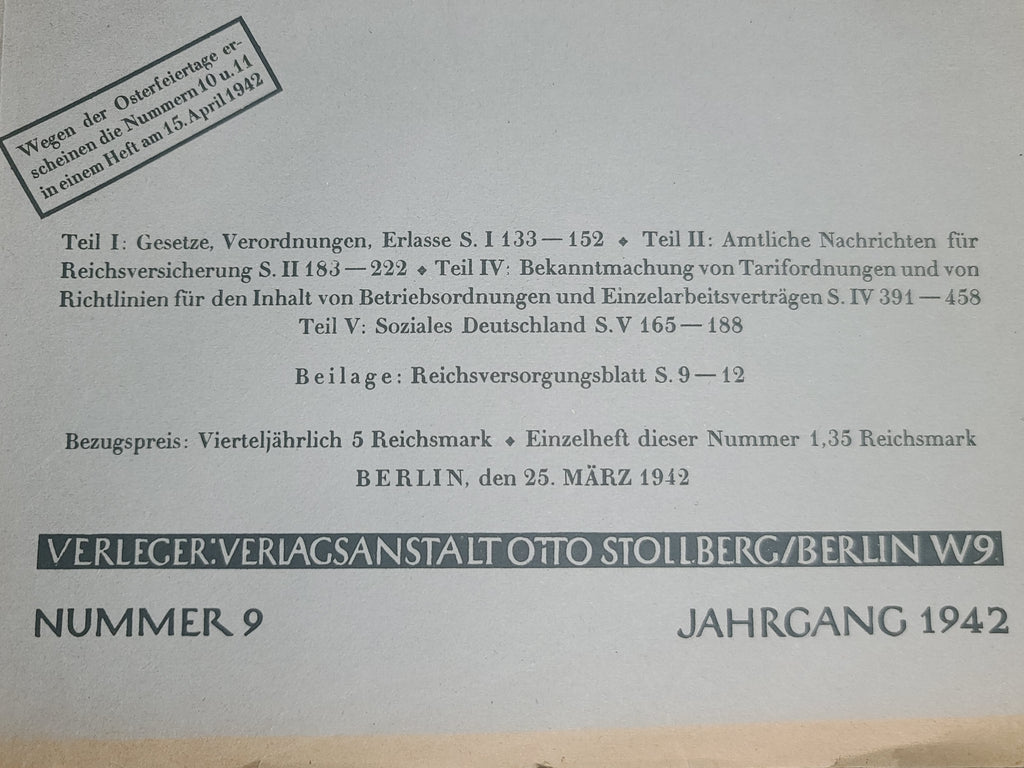 Wegen der Osterfeiertage er-
scheinen die Nummern 10 u. 11
in einem Heft am 15. April 1942
Teil I: Gesetze, Verordnungen, Erlasse S. I 133 — 152 ◆ Teil II: Amtliche Nachrichten für
Reichsversicherung S. II 183 — 222 ◆ Teil IV: Bekanntmachung von Tarifordnungen und von
Richtlinien für den Inhalt von Betriebsordnungen und Einzelarbeitsverträgen S. IV 391 — 458
Teil V: Soziales Deutschland S. V 165 — 188
Beilage: Reichsversorgungsblatt S. 9 — 12
Bezugspreis: Vierteljährlich 5 Reichsmark ◆ Einzelheft dieser Nummer 1,35 Reichsmark
BERLIN, den 25. MÄRZ 1942
VERLEGER: VERLAGSANSTALT OTTO STOLLBERG/BERLIN W9
NUMMER 9 JAHRGANG 1942